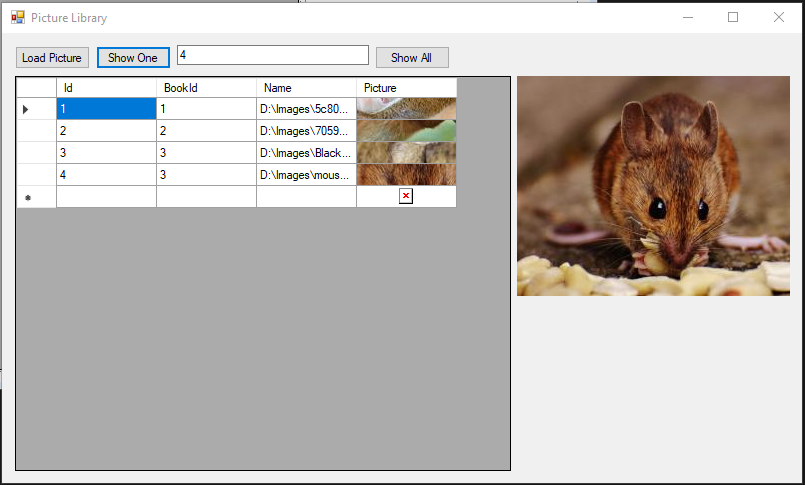 Picture Library
Load Picture Show One 4 Show All
Id BookId Name Picture
1 1 D:\Images\5c80...
2 2 D:\Images\7059...
3 3 D:\Images\Black...
4 3 D:\Images\mous...